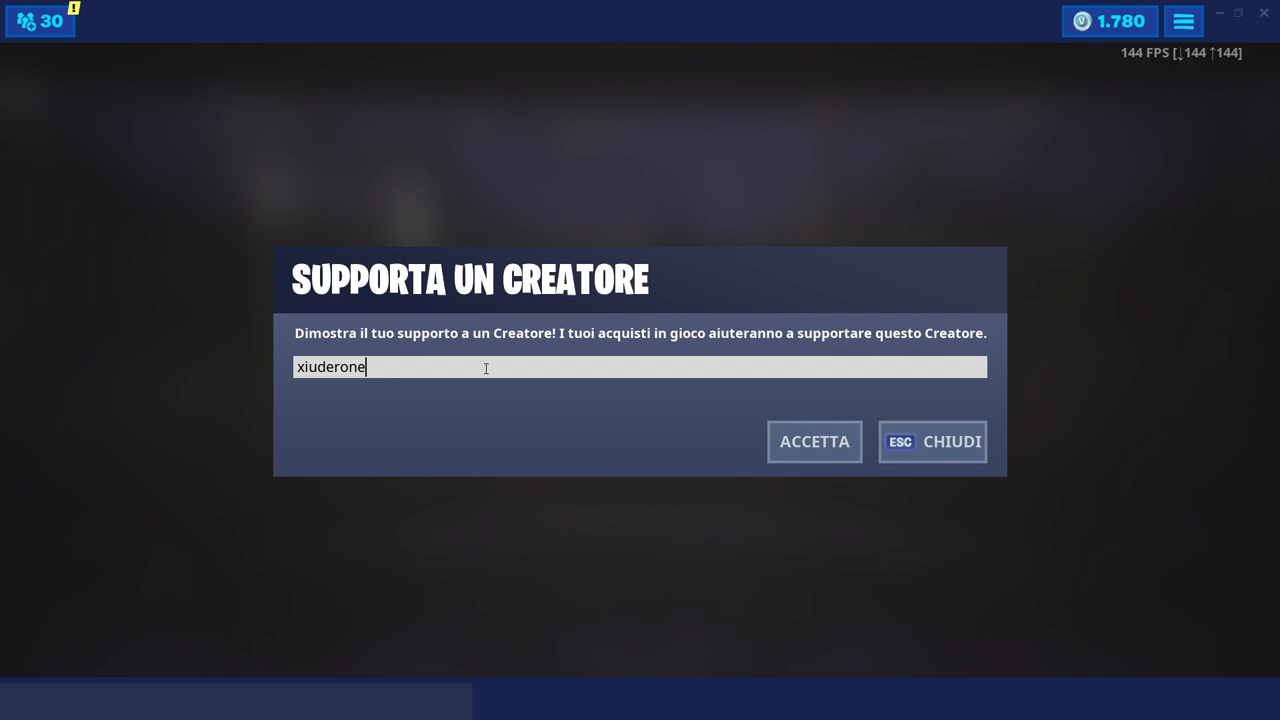 30 !
1.780
144 FPS [↓144 ↑144]
SUPPORTA UN CREATORE
Dimostra il tuo supporto a un Creatore! I tuoi acquisti in gioco aiuteranno a supportare questo Creatore.
xiuderone
ACCETTA
ESC CHIUDI